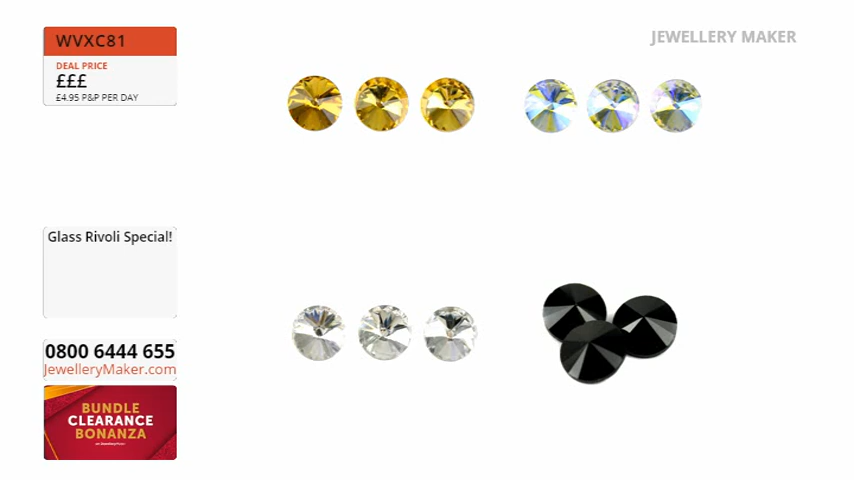 WVXC81
DEAL PRICE
£££
£4.95 P&P PER DAY
JEWELLERY MAKER
Glass Rivoli Special!
0800 6444 655
JewelleryMaker.com
BUNDLE
CLEARANCE
BONANZA